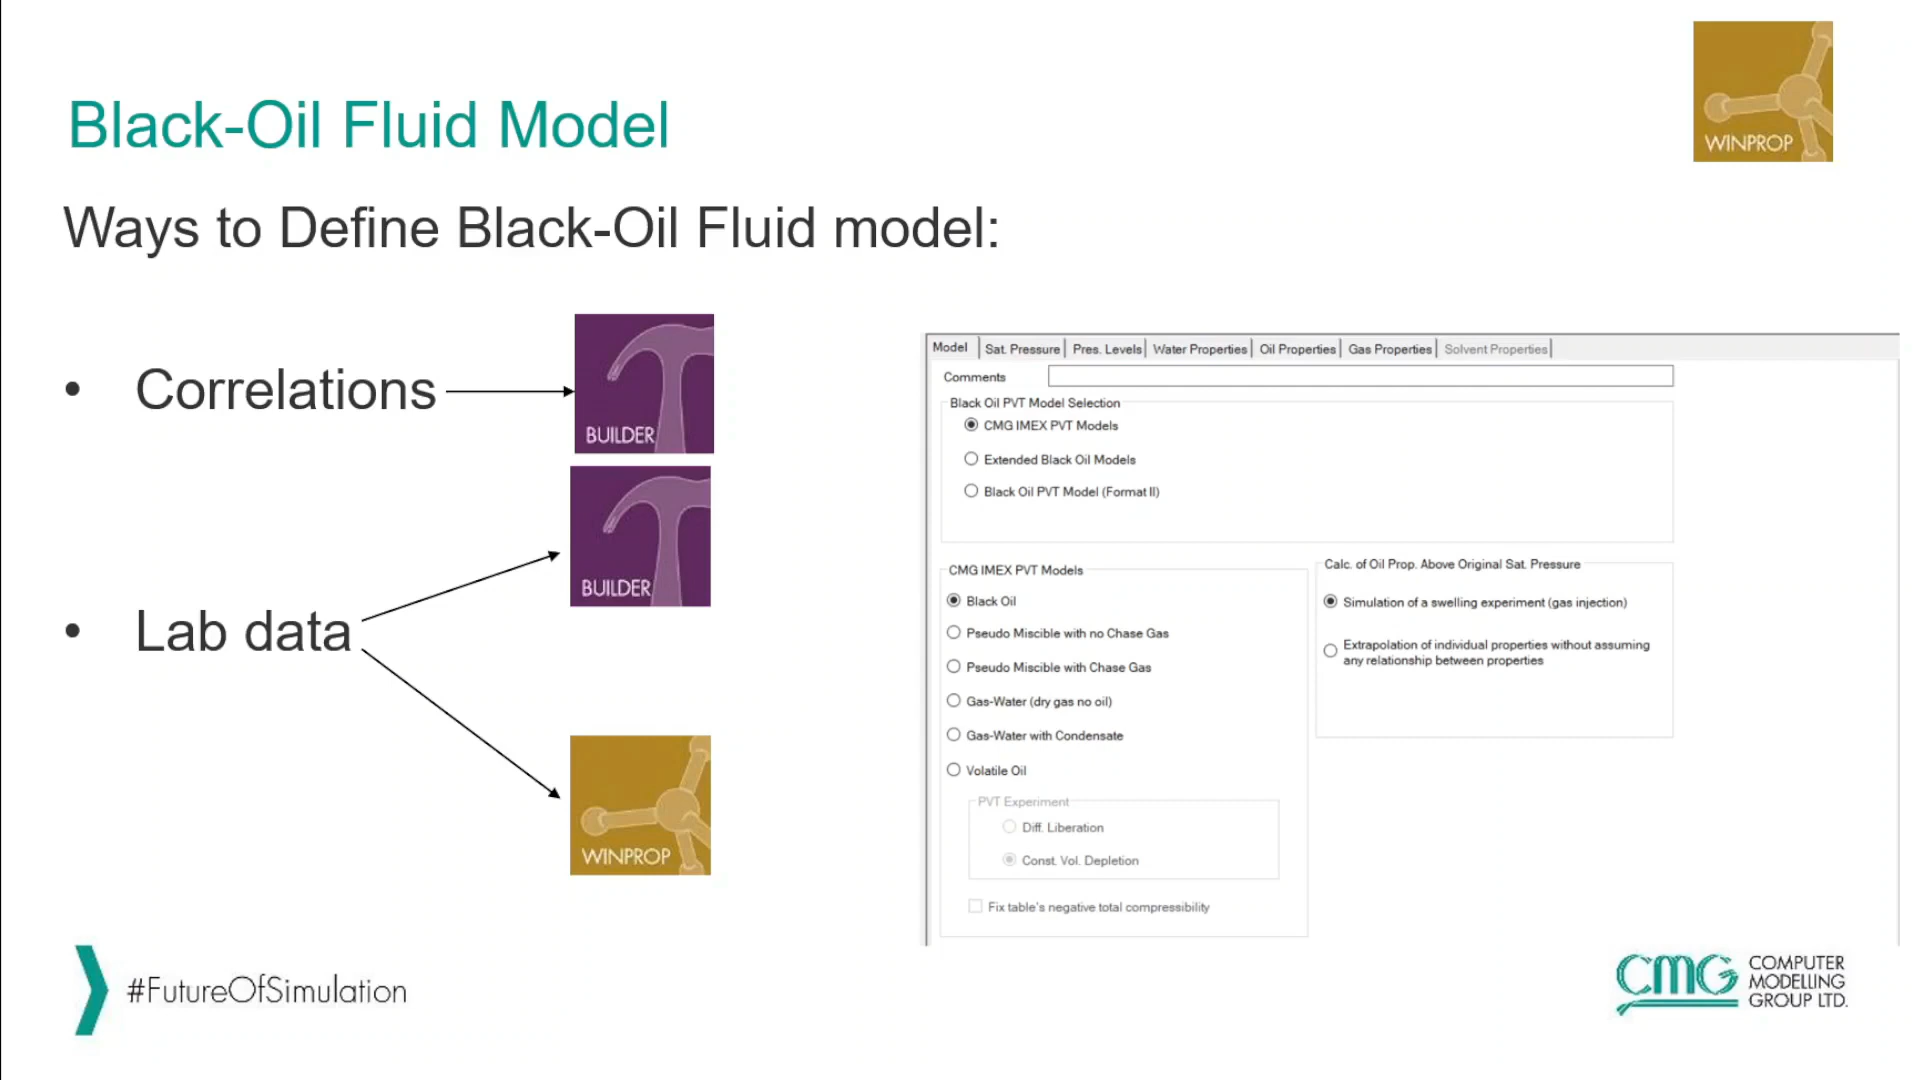 WINPROP
Black-Oil Fluid Model
Ways to Define Black-Oil Fluid model:
• Correlations
BUILDER
BUILDER
• Lab data
WINPROP
Model Sat. Pressure Pres. Levels Water Properties Oil Properties Gas Properties Solvent Properties
Comments
Black Oil PVT Model Selection
CMG IMEX PVT Models
Extended Black Oil Models
Black Oil PVT Model (Format II)
CMG IMEX PVT Models
Black Oil
Pseudo Miscible with no Chase Gas
Pseudo Miscible with Chase Gas
Gas-Water (dry gas no oil)
Gas-Water with Condensate
Volatile Oil
PVT Experiment
Diff. Liberation
Const. Vol. Depletion
Fix table's negative total compressibility
Calc. of Oil Prop. Above Original Sat. Pressure
Simulation of a swelling experiment (gas injection)
Extrapolation of individual properties without assuming
any relationship between properties
#FutureOfSimulation
CMG
COMPUTER
MODELLING
GROUP LTD.